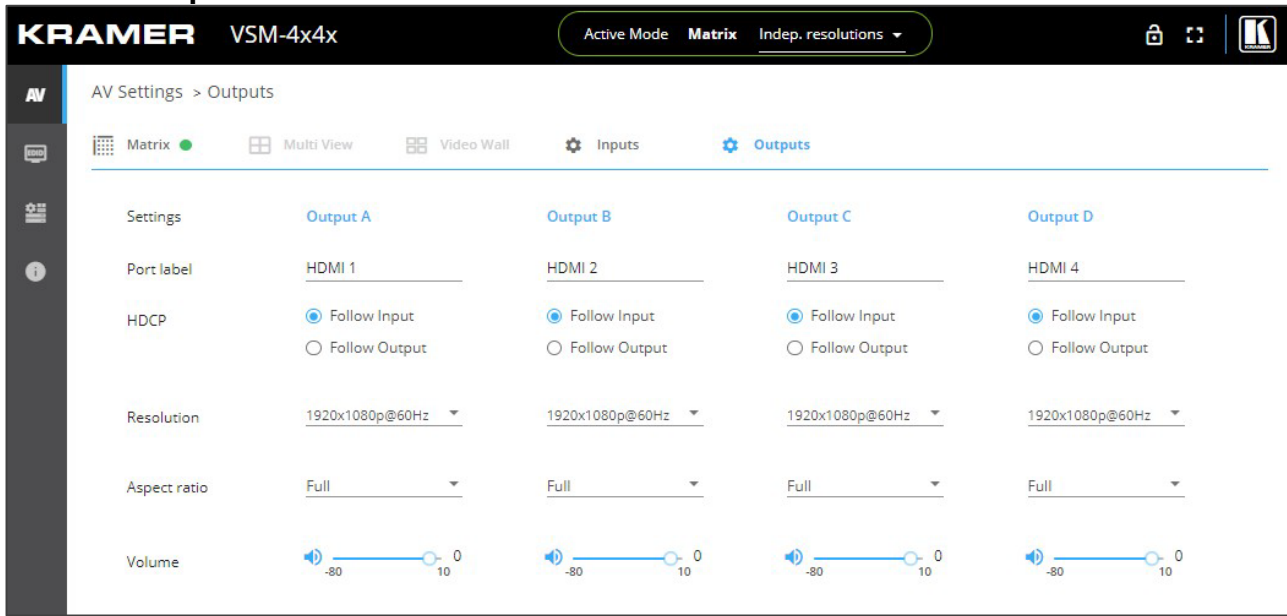 KRAMER VSM-4x4x Active Mode Matrix Indep. resolutions
KRAMER
AV AV Settings > Outputs
EDID Matrix Multi View Video Wall Inputs Outputs
Settings Output A Output B Output C Output D
Port label HDMI 1 HDMI 2 HDMI 3 HDMI 4
HDCP Follow Input Follow Input Follow Input Follow Input
Follow Output Follow Output Follow Output Follow Output
Resolution 1920x1080p@60Hz 1920x1080p@60Hz 1920x1080p@60Hz 1920x1080p@60Hz
Aspect ratio Full Full Full Full
Volume 0 0 0 0
-80 10 -80 10 -80 10 -80 10